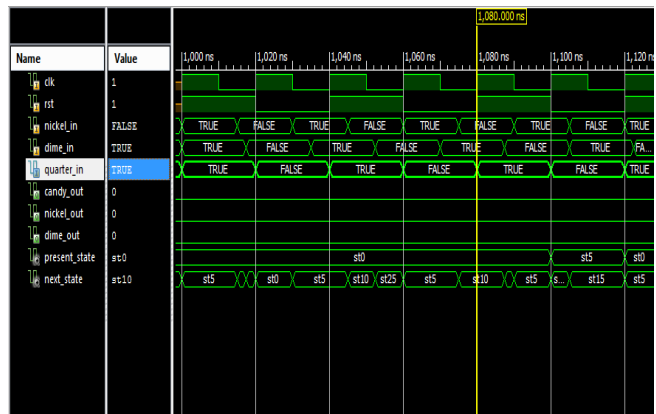 1,080.000 ns
Name Value 1,000 ns 1,020 ns 1,040 ns 1,060 ns 1,080 ns 1,100 ns 1,120 n
clk 1
rst 1
nickel_in FALSE TRUE FALSE TRUE FALSE TRUE FALSE TRUE FALSE TRUE
dime_in TRUE TRUE FALSE TRUE FALSE TRUE FALSE TRUE FA...
quarter_in TRUE TRUE FALSE TRUE FALSE TRUE FALSE TRUE
candy_out 0
nickel_out 0
dime_out 0
present_state st0 st0 st5 st0
next_state st10 st5 st0 st5 st10 st25 st5 st10 st5 s... st15 st5